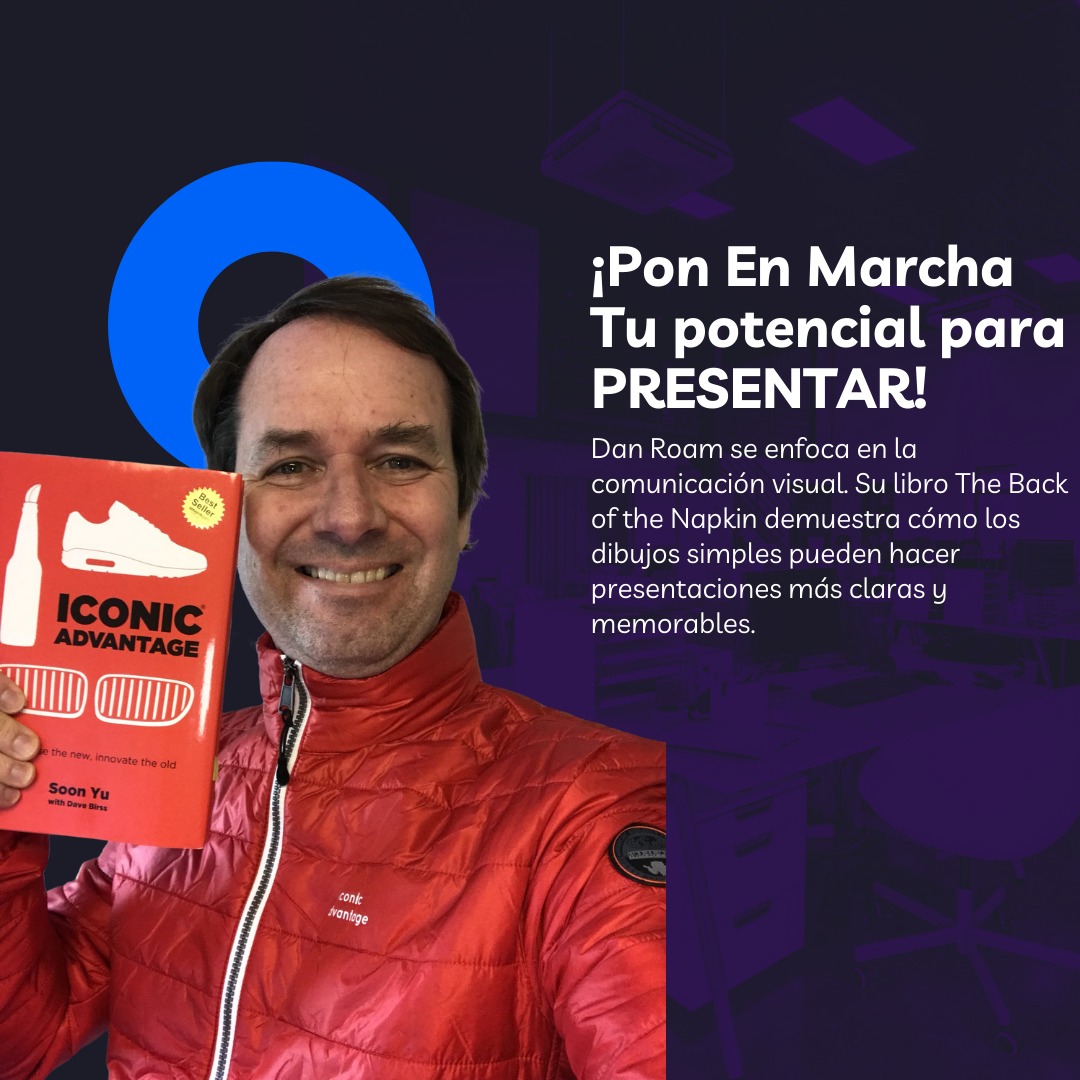 ¡Pon En Marcha
Tu potencial para
PRESENTAR!
Dan Roam se enfoca en la
comunicación visual. Su libro The Back
of the Napkin demuestra cómo los
dibujos simples pueden hacer
presentaciones más claras y
memorables.
Best
Seller
ICONIC
ADVANTAGE
the new, innovate the old
Soon Yu
with Dave Birss
conic
dvantage